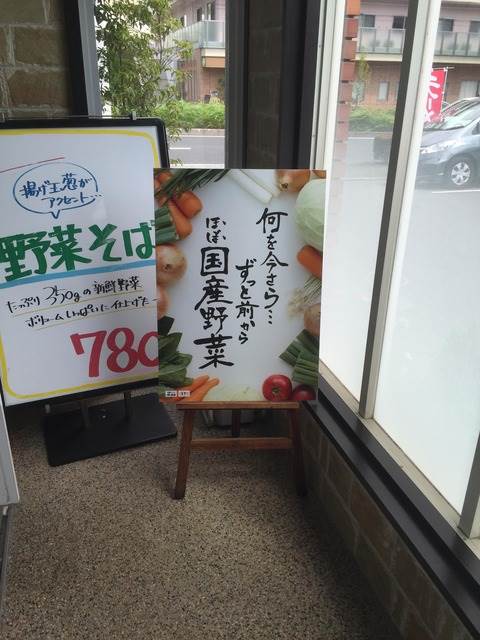 揚げ玉葱が
アクセント
野菜そば
たっぷり350gの新鮮野菜
ボリュームいっぱいに仕上げた
780
何を今さら…
ずっと前から
ほぼ、
国産野菜